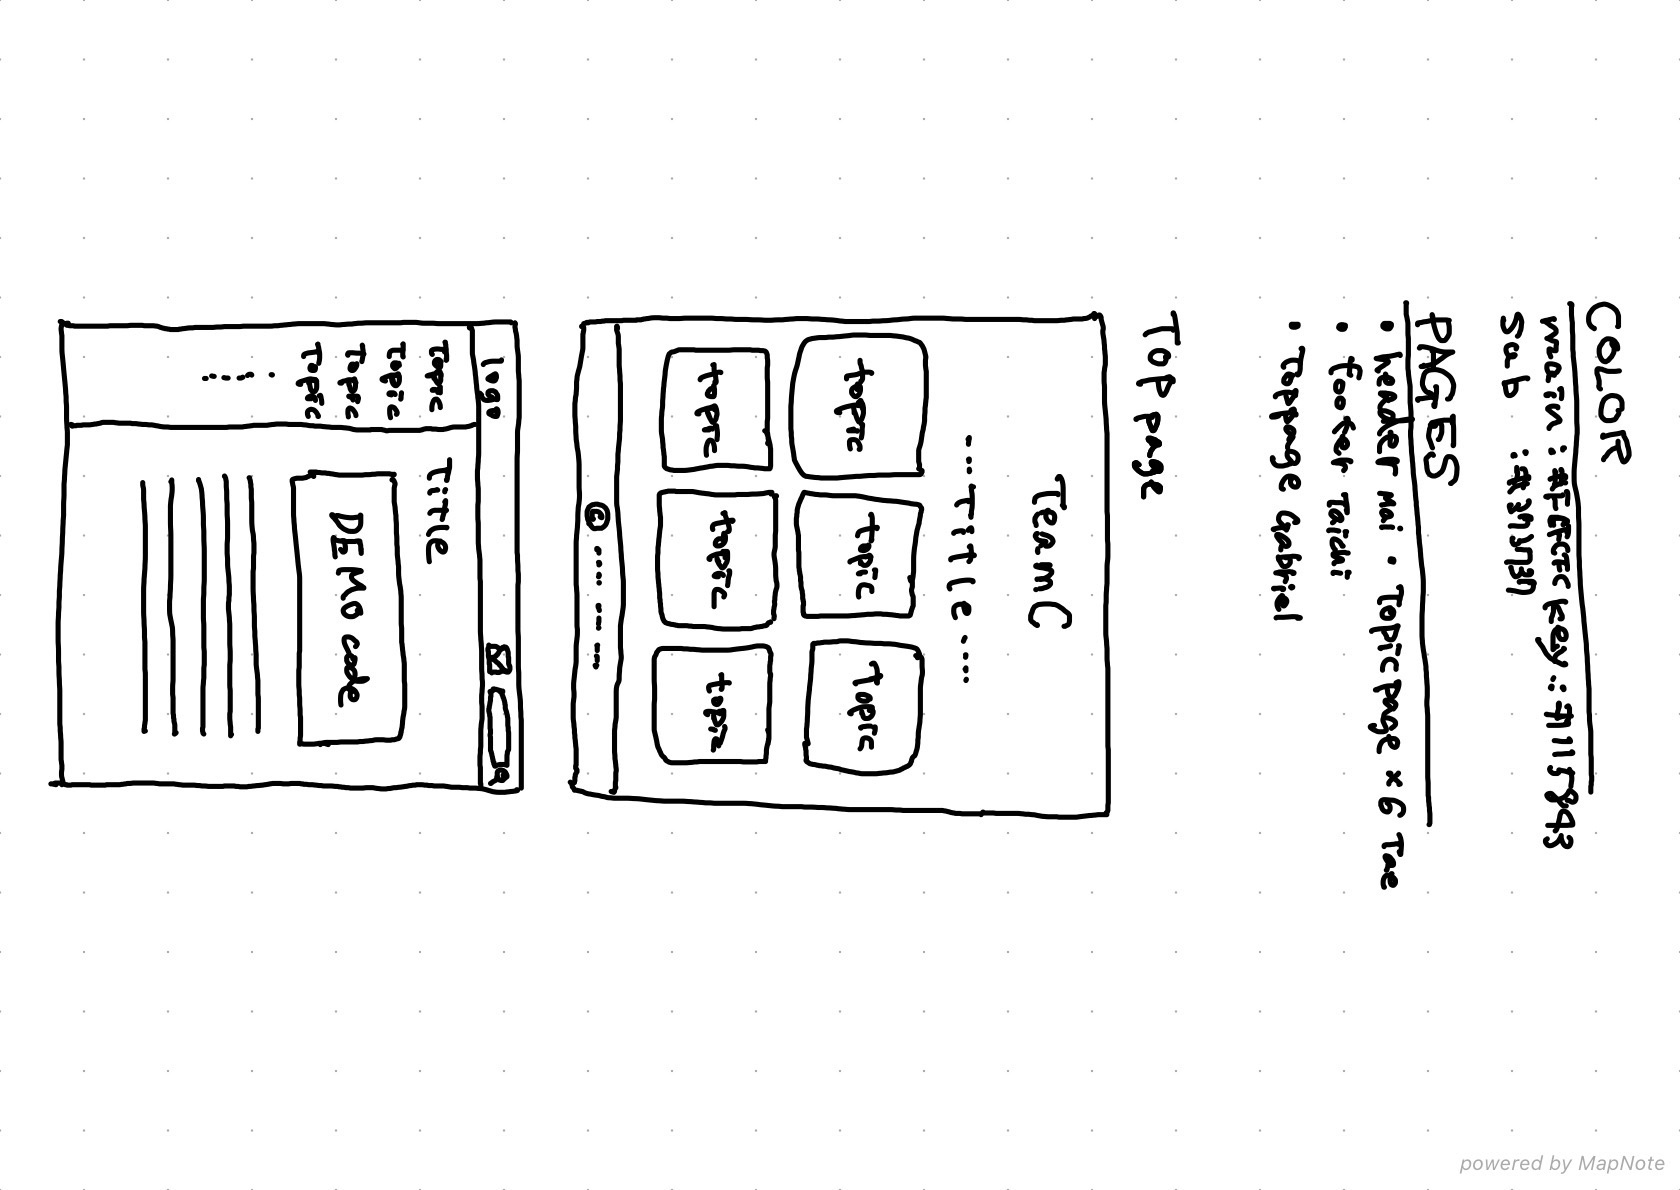 COLOR
main : #FCFCFC key : #115843
sub : #373737
PAGES
• header Mai • Topic page × 6 Tae
• footer Taichi
• Toppage Gabriel
TOP page
Team C
... Title ....
topic topic Topic
topic topic topic
© .... ... ...
logo
Topic
Topic
Topic
Topic
Title
DEMO code
powered by MapNote